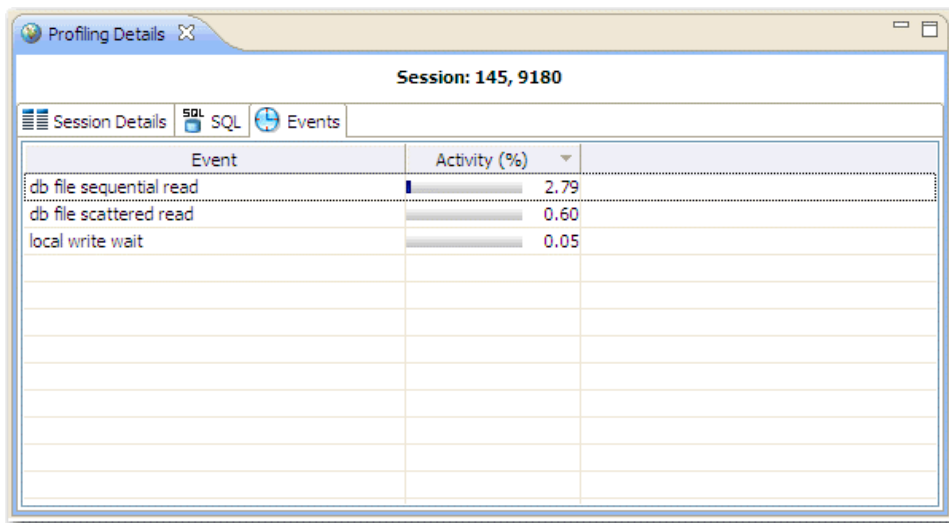 Profiling Details
Session: 145, 9180
Session Details SQL SQL Events
Event Activity (%)
db file sequential read 2.79
db file scattered read 0.60
local write wait 0.05